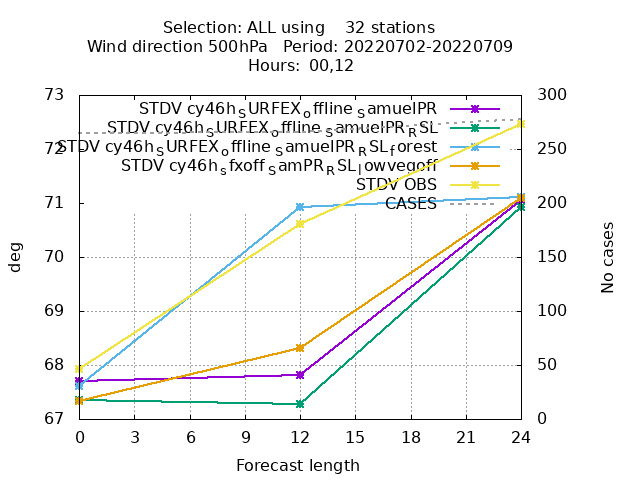 Selection: ALL using    32 stations
Wind direction 500hPa   Period: 20220702-20220709
Hours:  00,12
73 300
STDV cy46h_SURFEX_offline_samuelPR
STDV cy46h_SURFEX_offline_samuelPR_RSL
72 STDV cy46h_SURFEX_offline_samuelPR_RSL_forest 250
STDV cy46h_sfxoff_samPR_RSL_lowvegoff
STDV OBS
71 CASES 200
70 150
69 100
68 50
67 0
0 3 6 9 12 15 18 21 24
deg
No cases
Forecast length